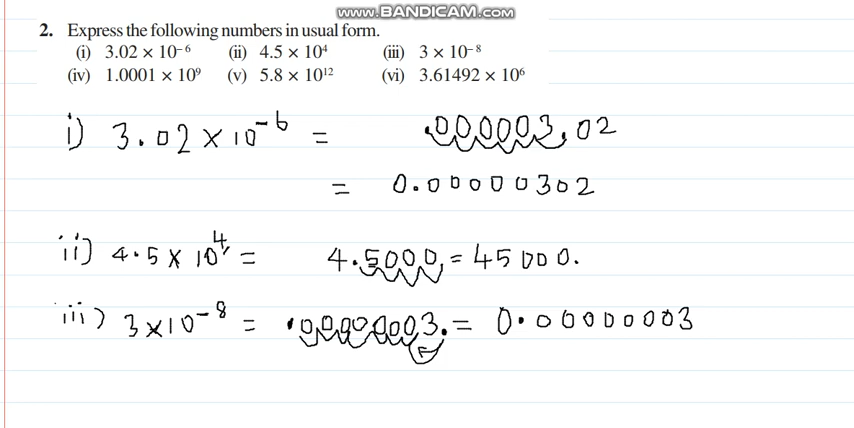 www.BANDICAM.com
2. Express the following numbers in usual form.
(i) 3.02 × 10⁻⁶ (ii) 4.5 × 10⁴ (iii) 3 × 10⁻⁸
(iv) 1.0001 × 10⁹ (v) 5.8 × 10¹² (vi) 3.61492 × 10⁶
i) 3.02 × 10⁻⁶ = .000003.02
= 0.00000302
ii) 4.5 × 10⁴ = 4.5000. = 45000.
iii) 3 × 10⁻⁸ = .00000003. = 0.00000003